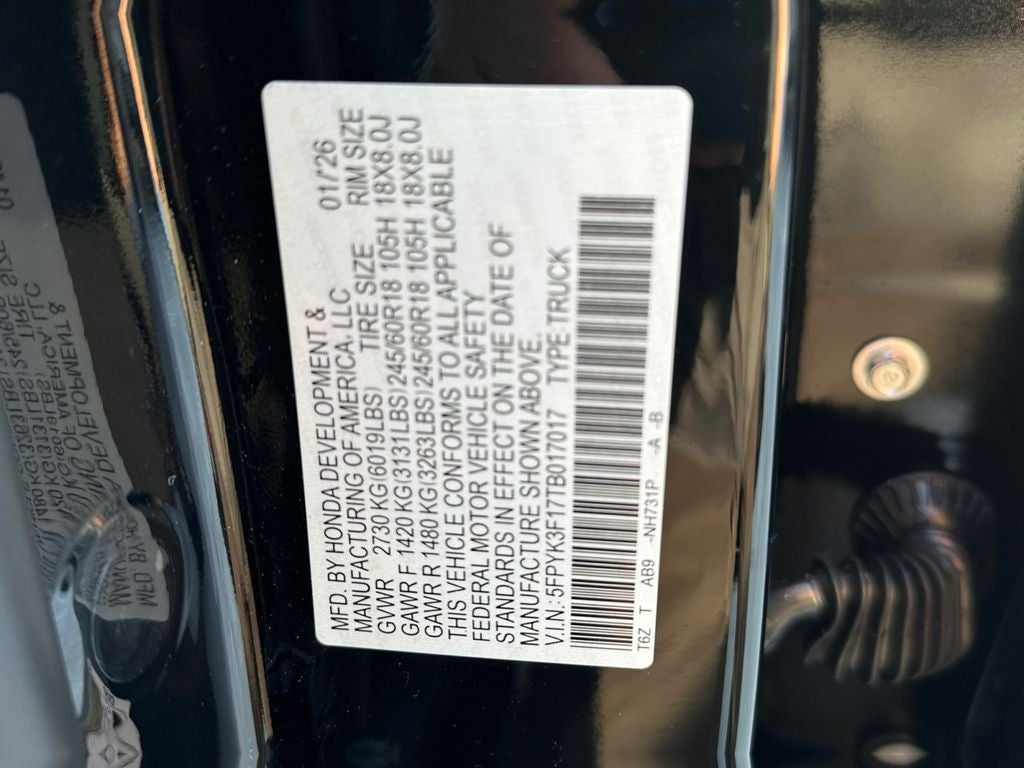 MFD. BY HONDA DEVELOPMENT &
MANUFACTURING OF AMERICA, LLC 01/26
GVWR 2730 KG(6019LBS) TIRE SIZE RIM SIZE
GAWR F 1420 KG(3131LBS) 245/60R18 105H 18X8.0J
GAWR R 1480 KG(3263LBS) 245/60R18 105H 18X8.0J
THIS VEHICLE CONFORMS TO ALL APPLICABLE
FEDERAL MOTOR VEHICLE SAFETY
STANDARDS IN EFFECT ON THE DATE OF
MANUFACTURE SHOWN ABOVE.
V.I.N.: 5FPYK3F17TB017017 TYPE:TRUCK
T6Z T AB9 -NH731P -A -B